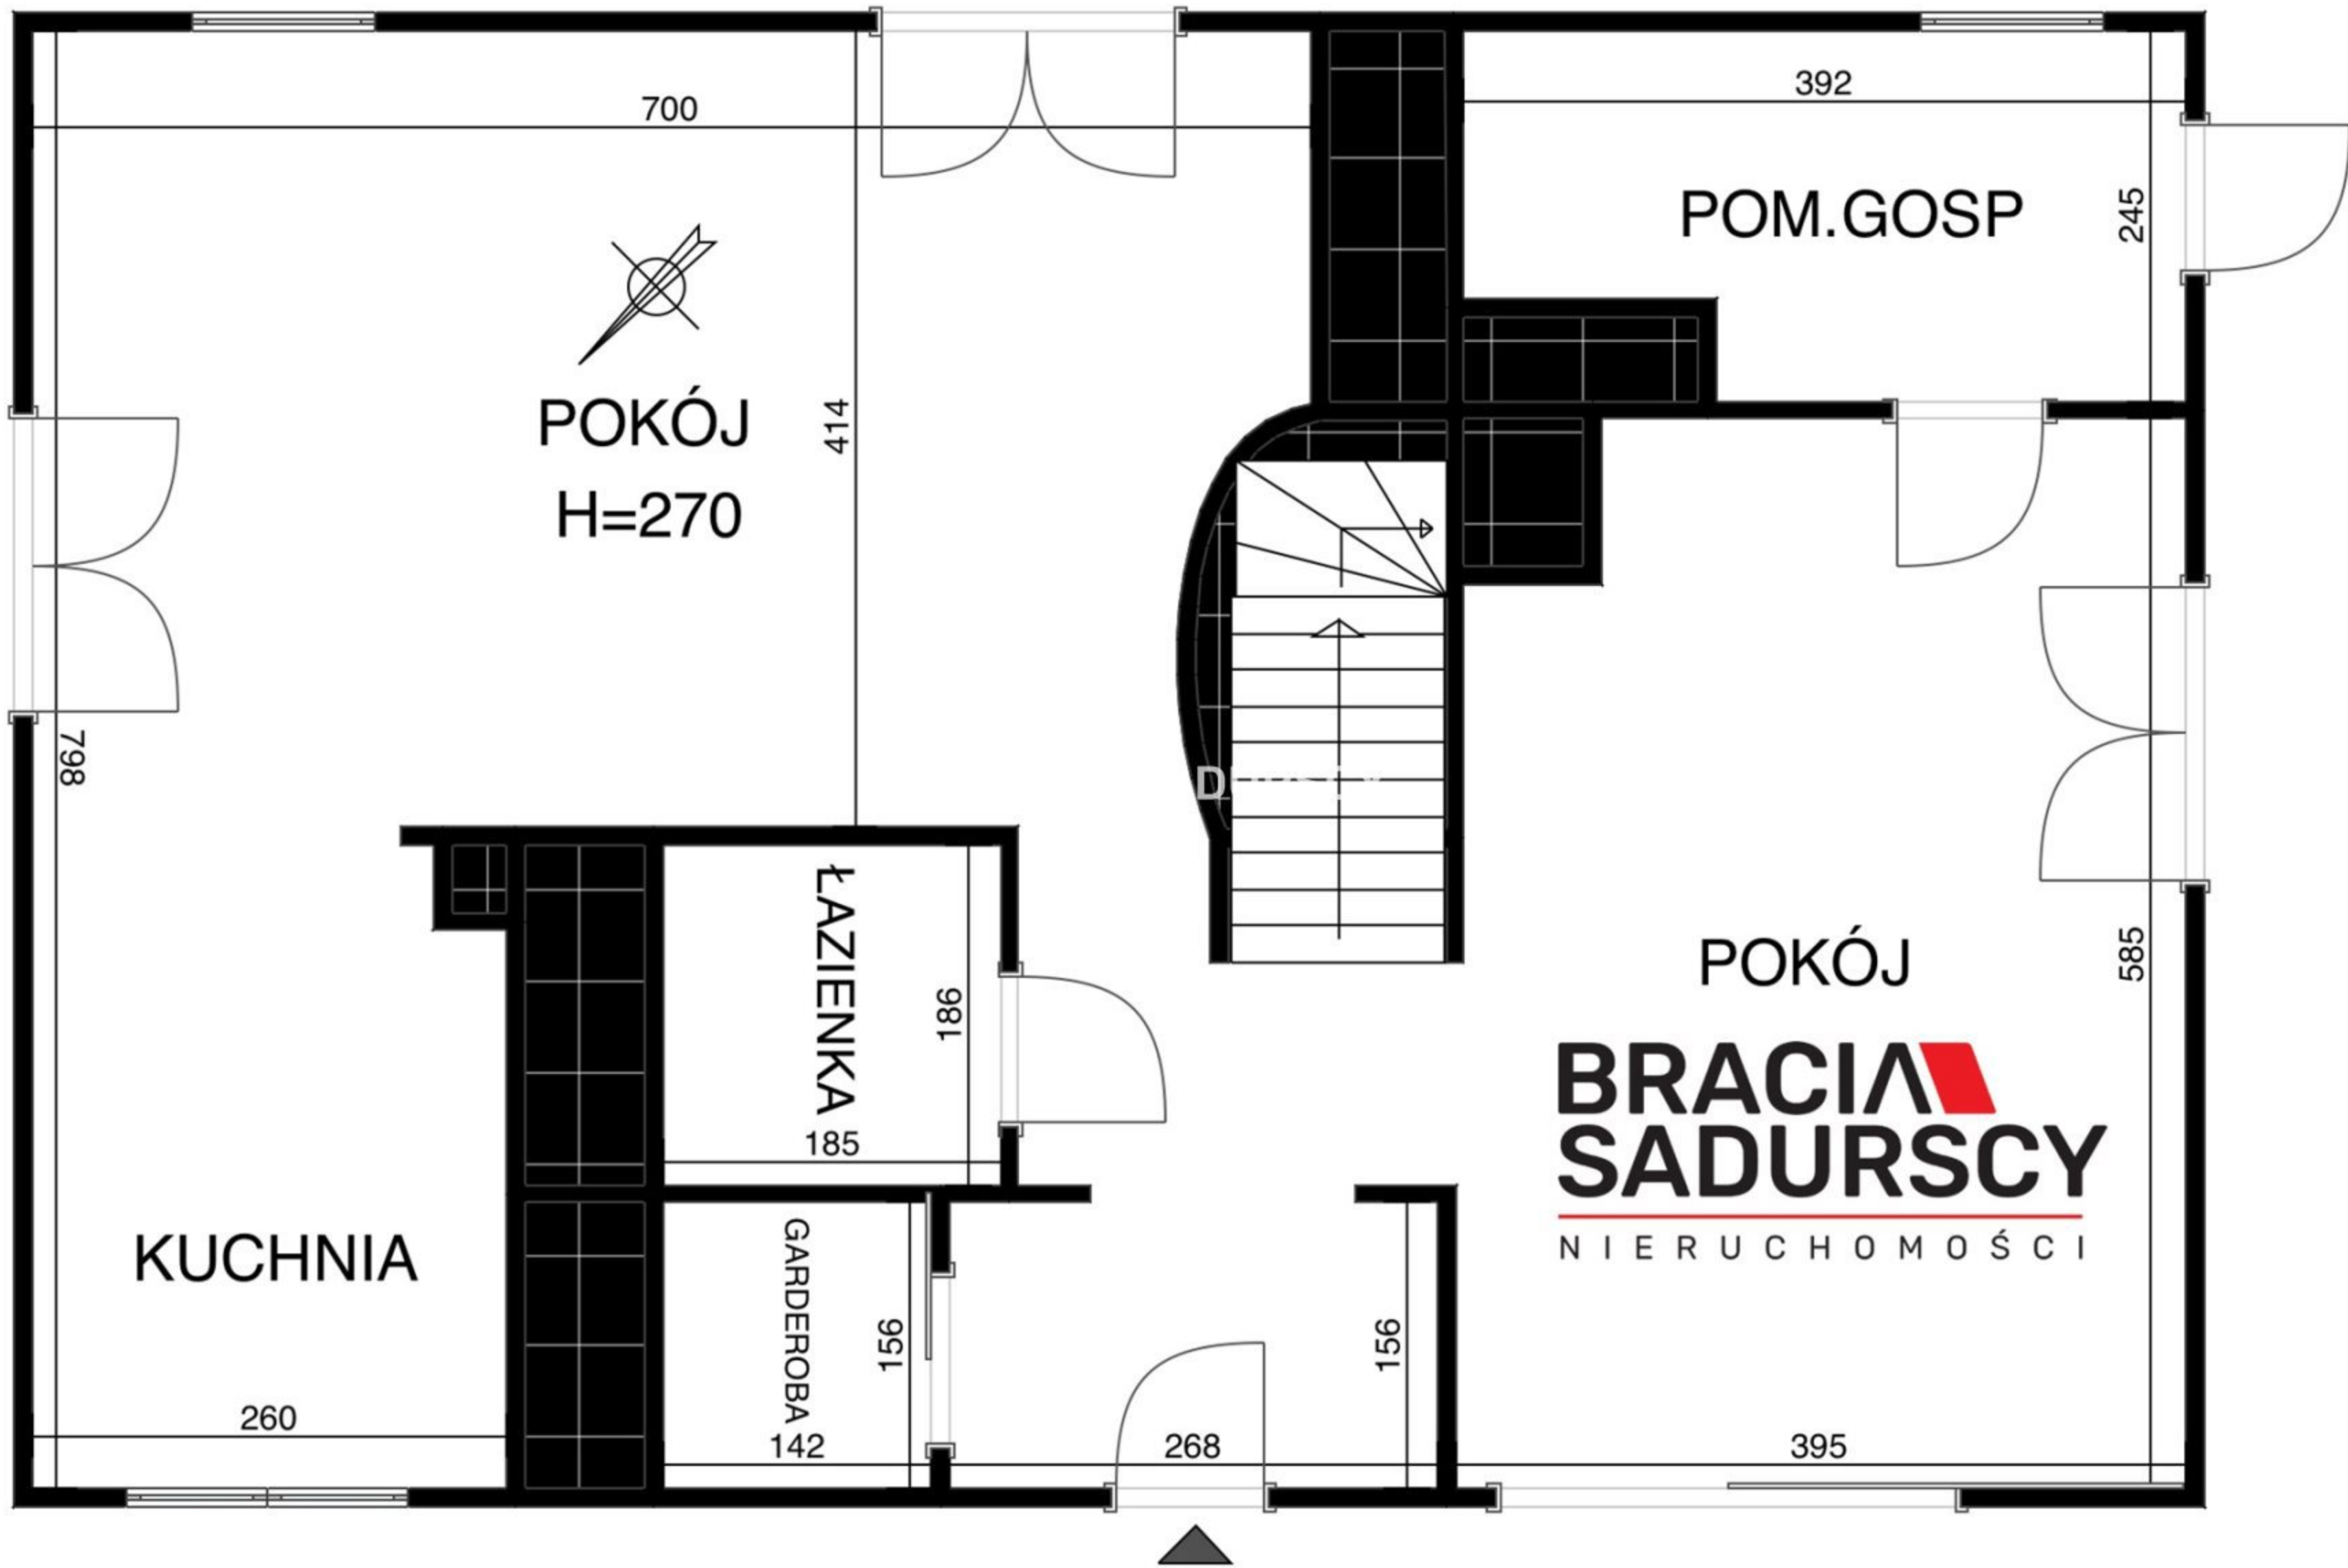 700
392
POM.GOSP
245
POKÓJ
H=270
414
798
ŁAZIENKA
186
185
POKÓJ
585
BRACIA
SADURSCY
NIERUCHOMOŚCI
KUCHNIA
GARDEROBA
156
156
260
142
268
395